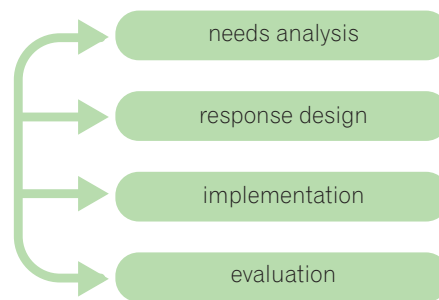 needs analysis
response design
implementation
evaluation